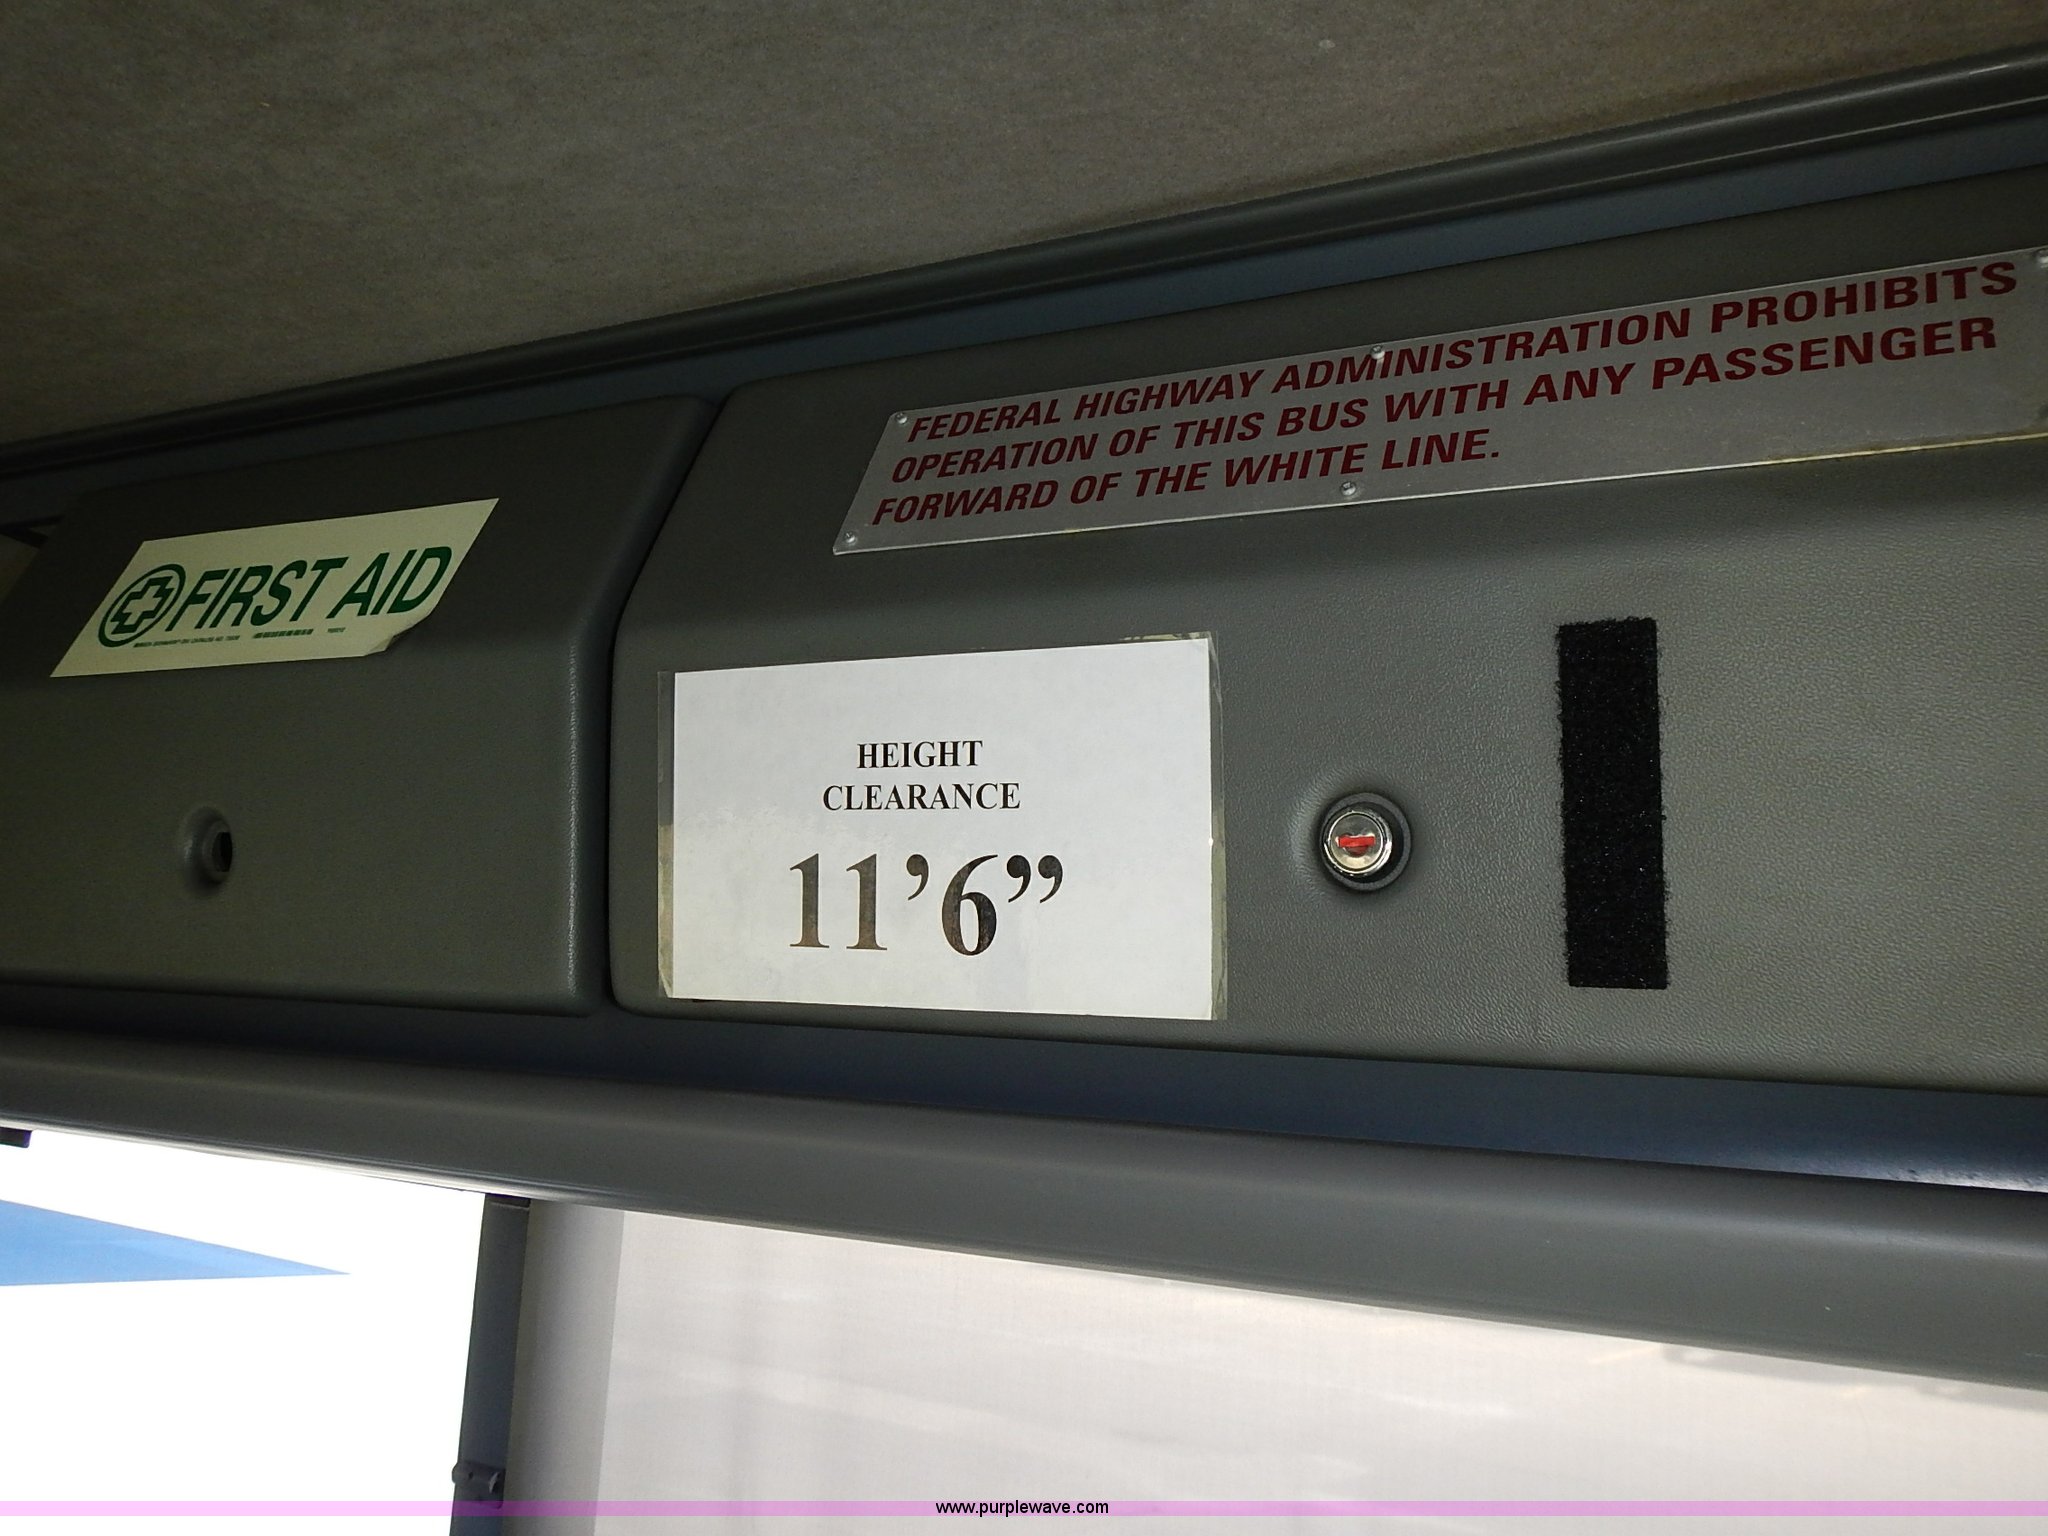 FEDERAL HIGHWAY ADMINISTRATION PROHIBITS
OPERATION OF THIS BUS WITH ANY PASSENGER
FORWARD OF THE WHITE LINE.
FIRST AID
HEIGHT
CLEARANCE
11’6”
www.purplewave.com